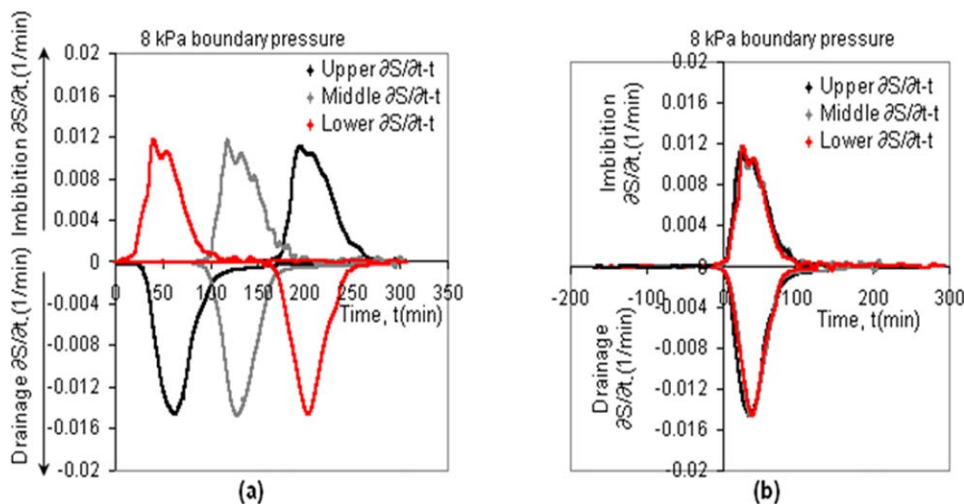 8 kPa boundary pressure
Imbibition ∂S/∂t.(1/min)
Drainage ∂S/∂t.(1/min)
0.02
0.016
0.012
0.008
0.004
0
-0.004
-0.008
-0.012
-0.016
-0.02
Upper ∂S/∂t-t
Middle ∂S/∂t-t
Lower ∂S/∂t-t
0 50 100 150 200 250 300 350
Time, t(min)
(a)
8 kPa boundary pressure
Imbibition
∂S/∂t.(1/min)
Drainage
∂S/∂t.(1/min)
0.02
0.016
0.012
0.008
0.004
0
-0.004
-0.008
-0.012
-0.016
-0.02
Upper ∂S/∂t-t
Middle ∂S/∂t-t
Lower ∂S/∂t-t
-200 -100 0 100 200 300
Time, t(min)
(b)